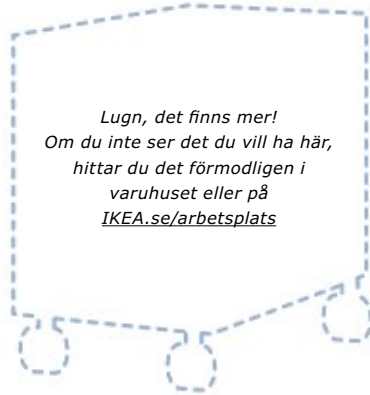 Lugn, det finns mer!
Om du inte ser det du vill ha här,
hittar du det förmodligen i
varuhuset eller på
IKEA.se/arbetsplats